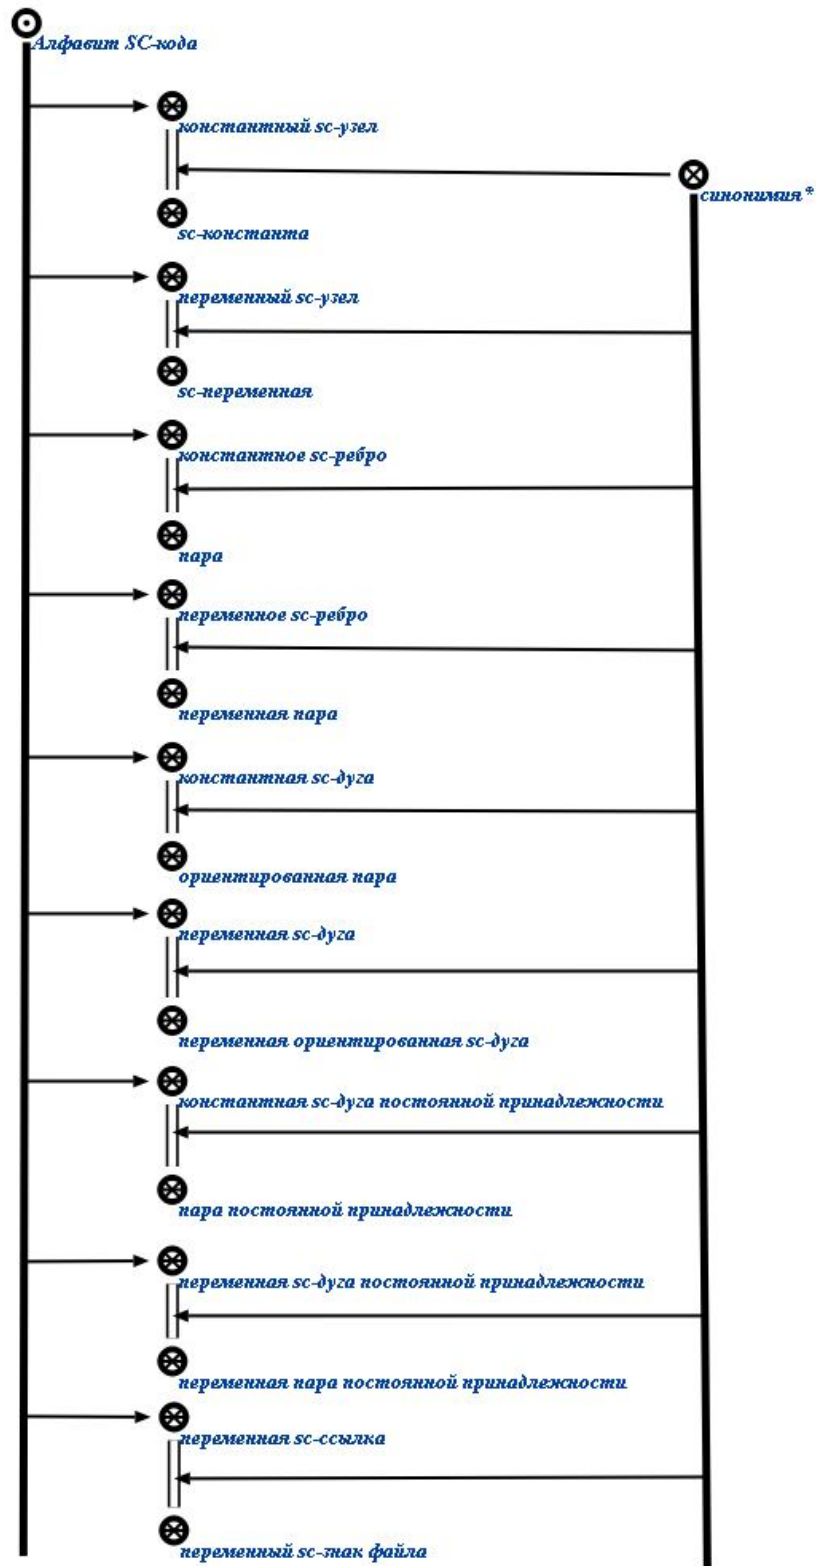 Алфавит SC-кода
константный sc-узел
синонимия*
sc-константа
переменный sc-узел
sc-переменная
константное sc-ребро
пара
переменное sc-ребро
переменная пара
константная sc-дуга
ориентированная пара
переменная sc-дуга
переменная ориентированная sc-дуга
константная sc-дуга постоянной принадлежности
пара постоянной принадлежности
переменная sc-дуга постоянной принадлежности
переменная пара постоянной принадлежности
переменная sc-ссылка
переменный sc-знак файла